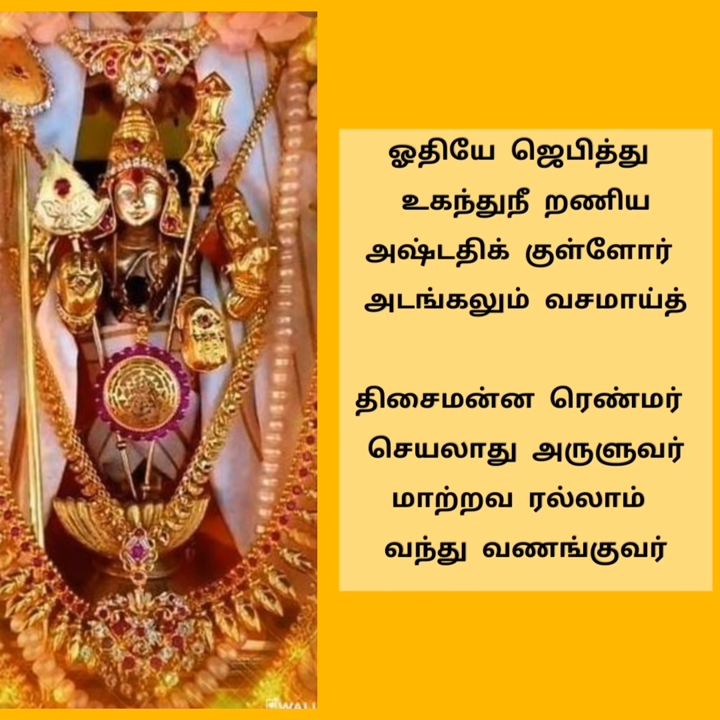 ஓதியே ஜெபித்து
உகந்துநீ றணிய
அஷ்டதிக் குள்ளோர்
அடங்கலும் வசமாய்த்
திசைமன்ன ரெண்மர்
செயலாது அருளுவர்
மாற்றவ ரல்லாம்
வந்து வணங்குவர்